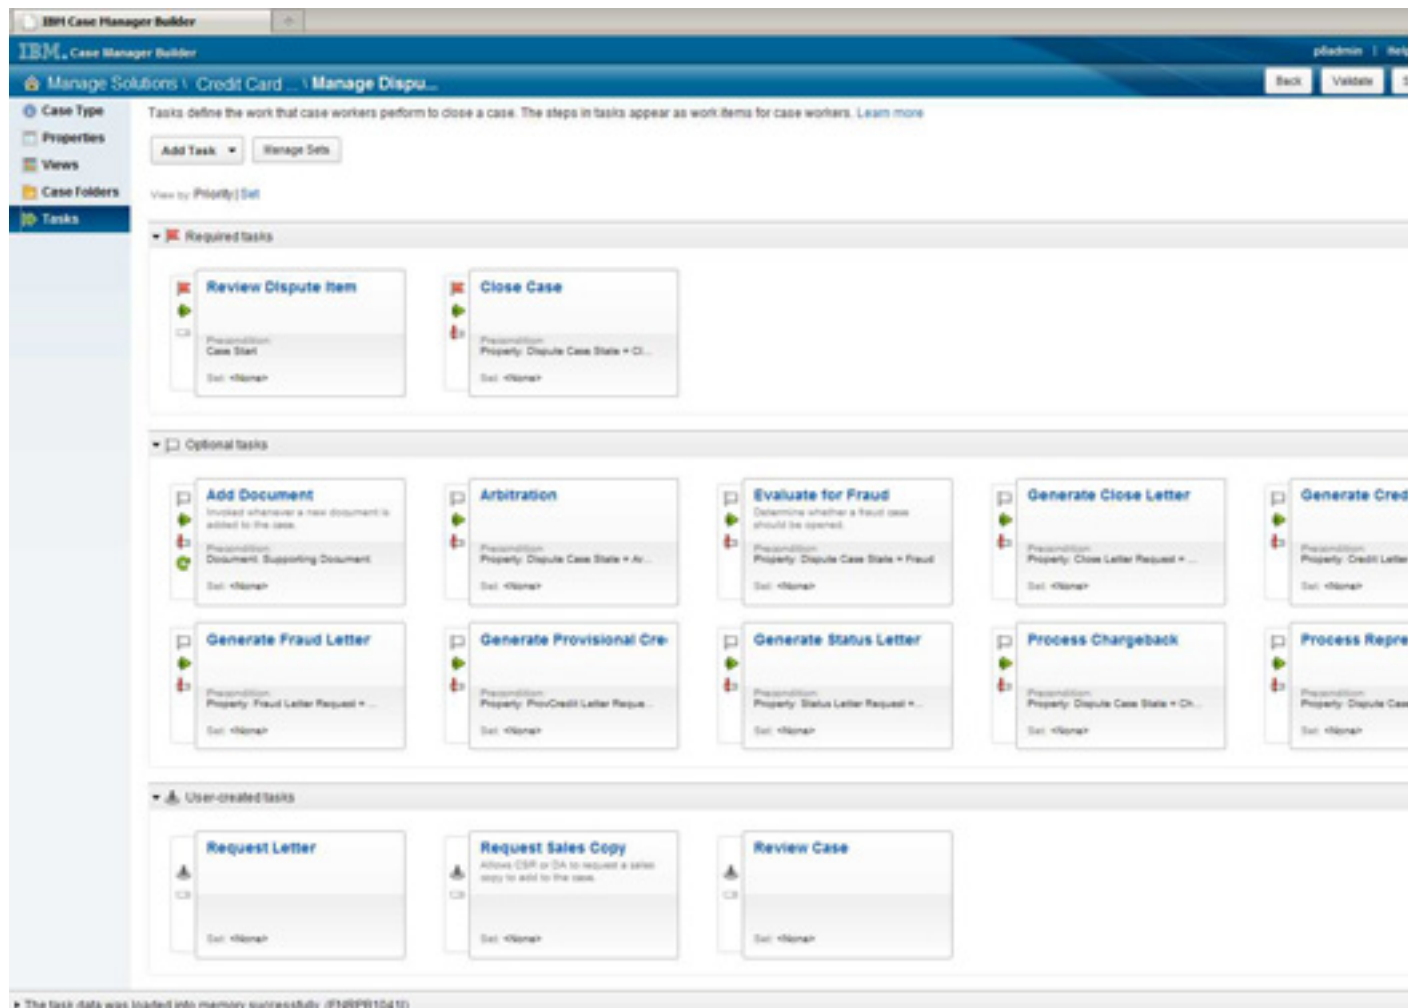 IBM Case Manager Builder
IBM. Case Manager Builder
p8admin | Help
Manage Solutions \ Credit Card ... \ Manage Dispu...
Back Validate S
Case Type
Tasks define the work that case workers perform to close a case. The steps in tasks appear as work items for case workers. Learn more
Properties
Add Task Manage Sets
Views
Case Folders
View by: Priority | Set
Tasks
Required tasks
Review Dispute Item
Precondition:
Case Start
Set: <None>
Close Case
Precondition:
Property: Dispute Case State = Cl...
Set: <None>
Optional tasks
Add Document
Invoked whenever a new document is
added to the case.
Precondition:
Document: Supporting Document
Set: <None>
Arbitration
Precondition:
Property: Dispute Case State = Ar...
Set: <None>
Evaluate for Fraud
Determine whether a fraud case
should be opened.
Precondition:
Property: Dispute Case State = Fraud
Set: <None>
Generate Close Letter
Precondition:
Property: Close Letter Request = ...
Set: <None>
Generate Cred
Precondition:
Property: Credit Letter
Set: <None>
Generate Fraud Letter
Precondition:
Property: Fraud Letter Request = ...
Set: <None>
Generate Provisional Cre
Precondition:
Property: ProvCredit Letter Reque...
Set: <None>
Generate Status Letter
Precondition:
Property: Status Letter Request = ...
Set: <None>
Process Chargeback
Precondition:
Property: Dispute Case State = Ch...
Set: <None>
Process Repre
Precondition:
Property: Dispute Case
Set: <None>
User-created tasks
Request Letter
Set: <None>
Request Sales Copy
Allows CSR or DA to request a sales
copy to add to the case.
Set: <None>
Review Case
Set: <None>
The task data was loaded into memory successfully. (FNRPR1041I)